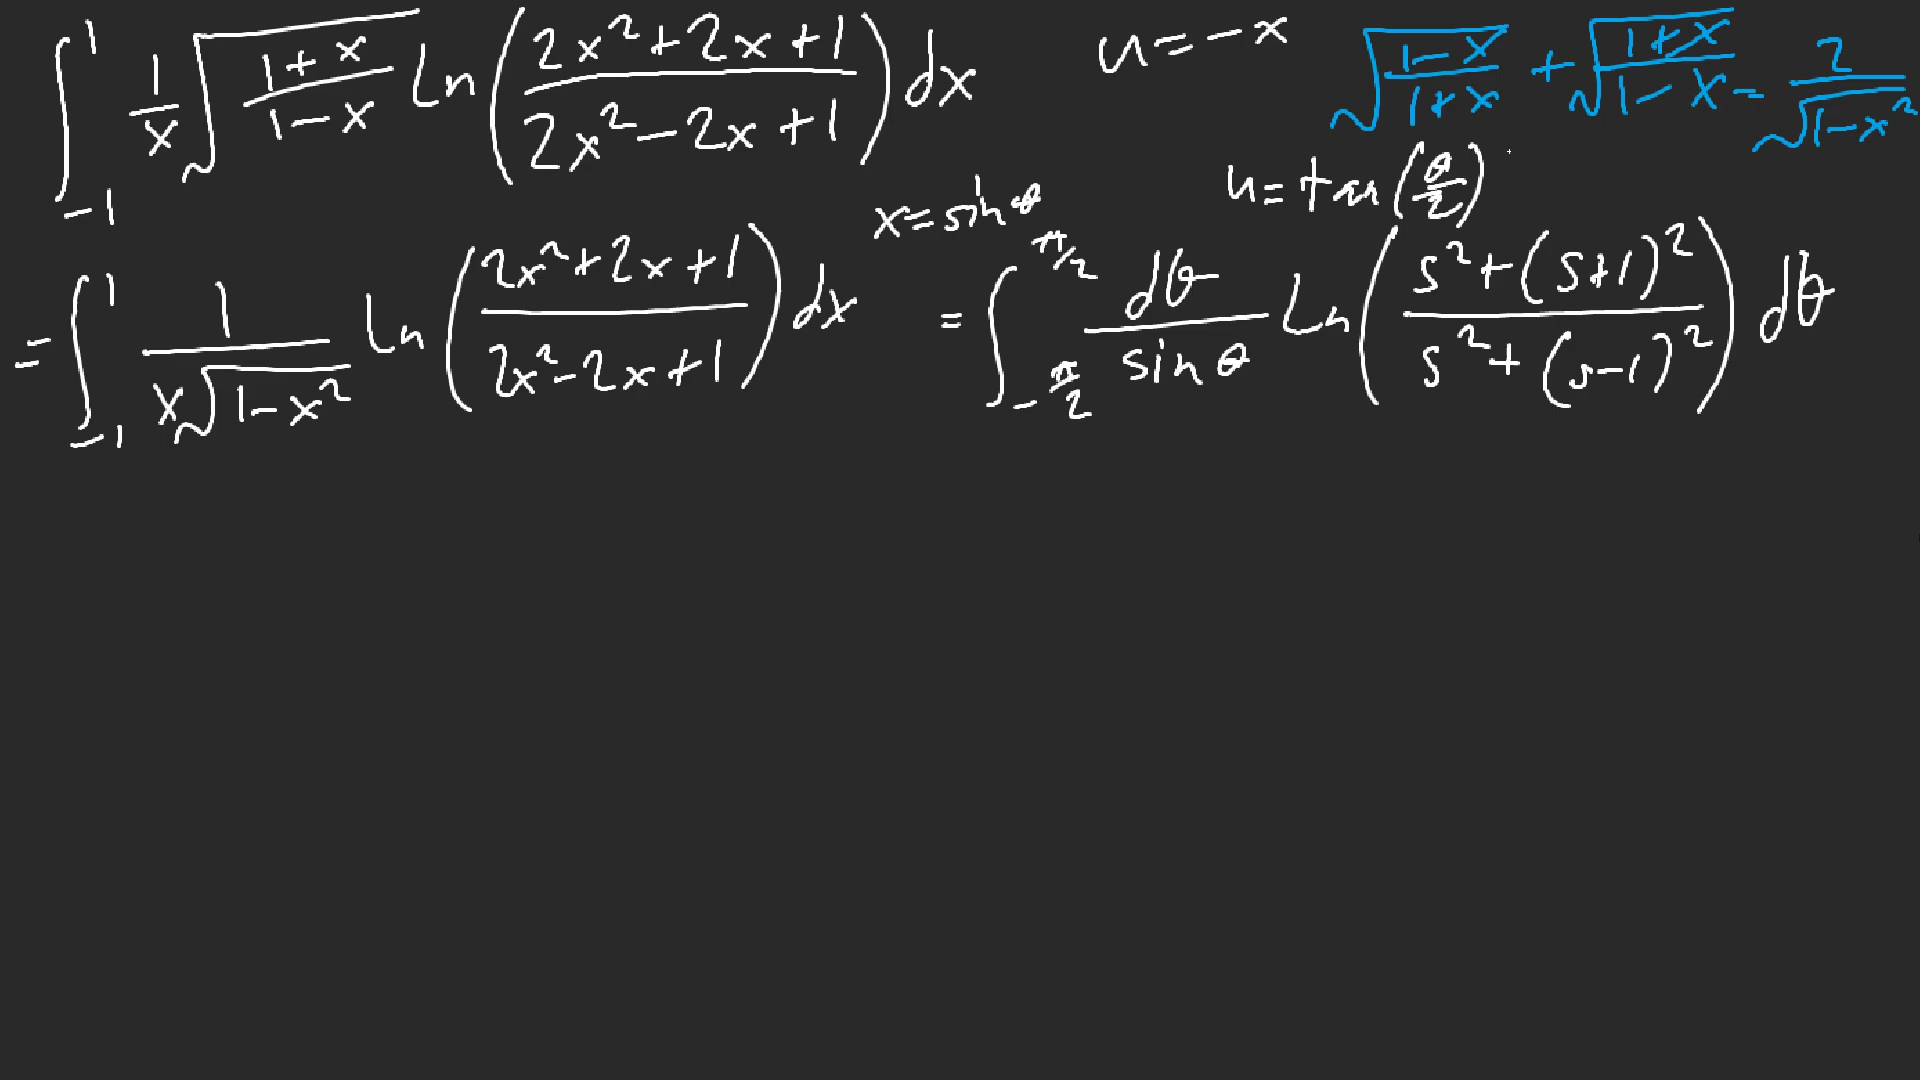 ∫_{-1}^{1} 1/x √((1+x)/(1-x)) Ln((2x²+2x+1)/(2x²-2x+1)) dx
u=-x
√((1-x)/(1+x)) + √((1+x)/(1-x)) = 2/√(1-x²)
x=sinθ
u=tan(θ/2)
=∫_{-1}^{1} 1/(x√(1-x²)) Ln((2x²+2x+1)/(2x²-2x+1)) dx = ∫_{-π/2}^{π/2} dθ/sinθ Ln((s²+(s+1)²)/(s²+(s-1)²)) dθ